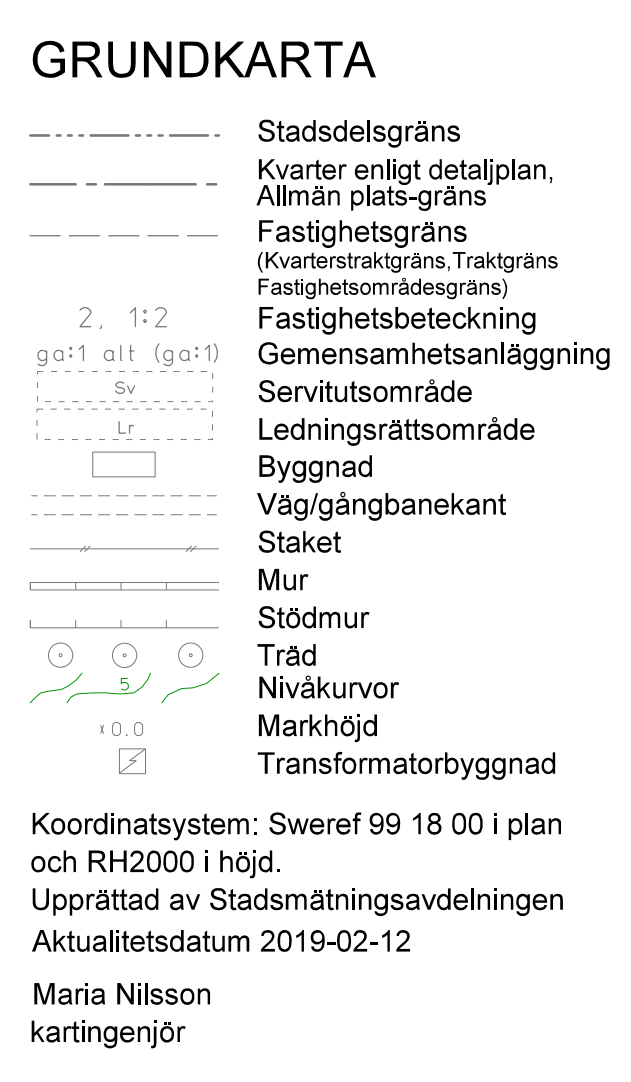 GRUNDKARTA
Stadsdelsgräns
Kvarter enligt detaljplan,
Allmän plats-gräns
Fastighetsgräns
(Kvarterstraktgräns,Traktgräns
Fastighetsområdesgräns)
2, 1:2 Fastighetsbeteckning
ga:1 alt (ga:1) Gemensamhetsanläggning
Sv Servitutsområde
Lr Ledningsrättsområde
Byggnad
Väg/gångbanekant
Staket
Mur
Stödmur
Träd
5 Nivåkurvor
x 0.0 Markhöjd
Transformatorbyggnad
Koordinatsystem: Sweref 99 18 00 i plan
och RH2000 i höjd.
Upprättad av Stadsmätningsavdelningen
Aktualitetsdatum 2019-02-12
Maria Nilsson
kartingenjör